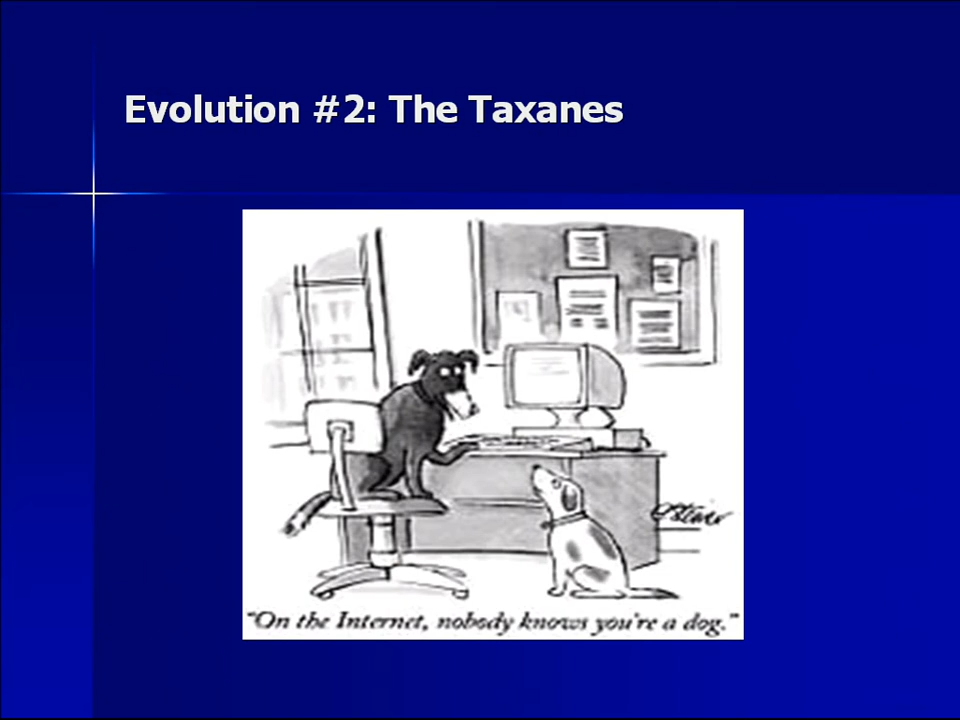 Evolution #2: The Taxanes
"On the Internet, nobody knows you're a dog."